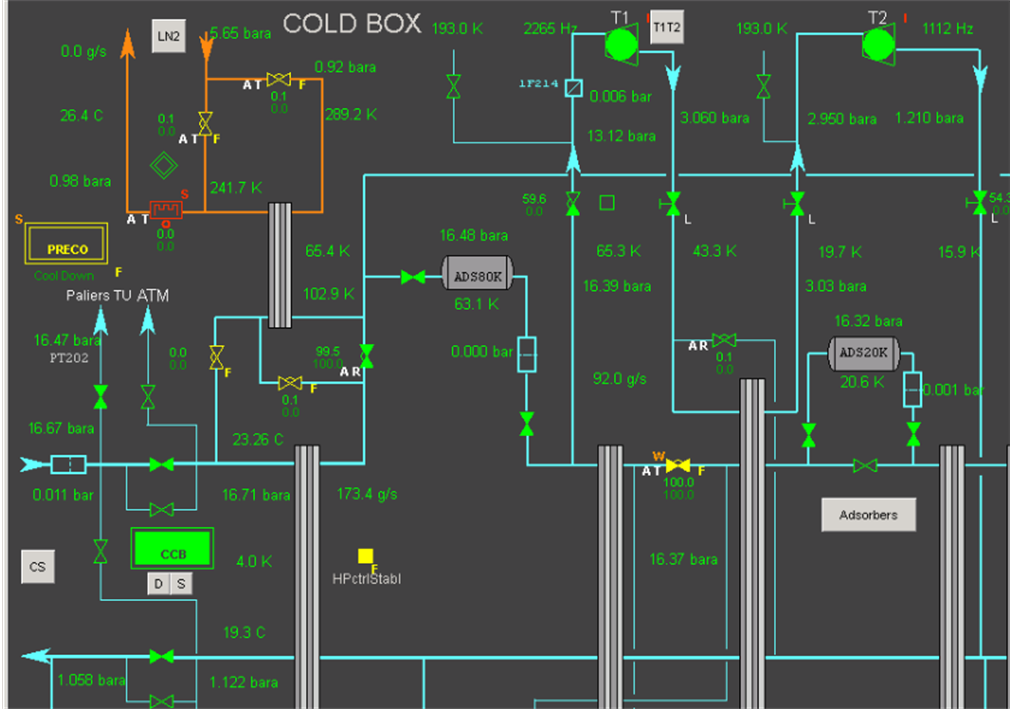 COLD BOX
T1
T2
LN2
5.65 bara
193.0 K
2265 Hz
T1T2
193.0 K
1112 Hz
0.0 g/s
0.92 bara
A T
F
1F214
0.006 bar
26.4 C
0.1
0.0
0.1
0.0
289.2 K
13.12 bara
3.060 bara
2.950 bara
1.210 bara
A T
F
0.98 bara
241.7 K
S
A T
0.0
0.0
59.6
0.0
L
L
L
54.3
0.0
S
PRECO
Cool Down
F
65.4 K
16.48 bara
65.3 K
43.3 K
19.7 K
15.9 K
ADS80K
63.1 K
Paliers TU
ATM
102.9 K
16.39 bara
3.03 bara
16.47 bara
PT202
0.0
0.0
F
99.5
100.0
A R
0.000 bar
A R
0.1
0.0
16.32 bara
ADS20K
20.6 K
0.001 bar
F
0.1
0.0
92.0 g/s
16.67 bara
23.26 C
W
A T
F
100.0
100.0
0.011 bar
16.71 bara
173.4 g/s
Adsorbers
CCB
CS
4.0 K
D
S
F
HPctrlStabl
16.37 bara
19.3 C
1.058 bara
1.122 bara